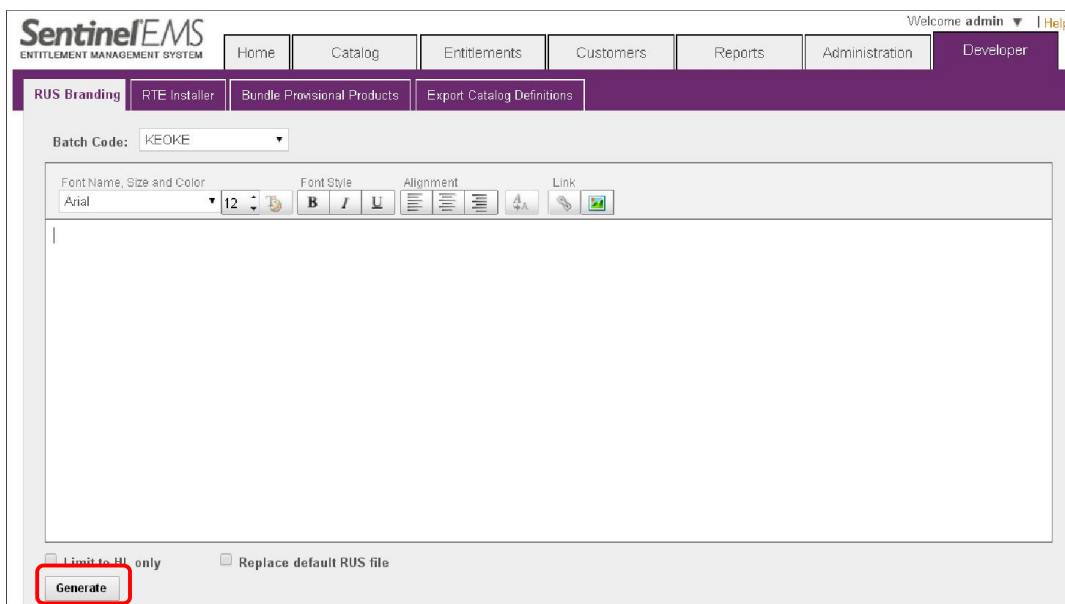 Welcome admin ▼ | Help
Sentinel EMS
ENTITLEMENT MANAGEMENT SYSTEM
Home Catalog Entitlements Customers Reports Administration Developer
RUS Branding RTE Installer Bundle Provisional Products Export Catalog Definitions
Batch Code: KEOKE
Font Name, Size and Color Font Style Alignment Link
Arial 12 B I U
Limit to HL only Replace default RUS file
Generate